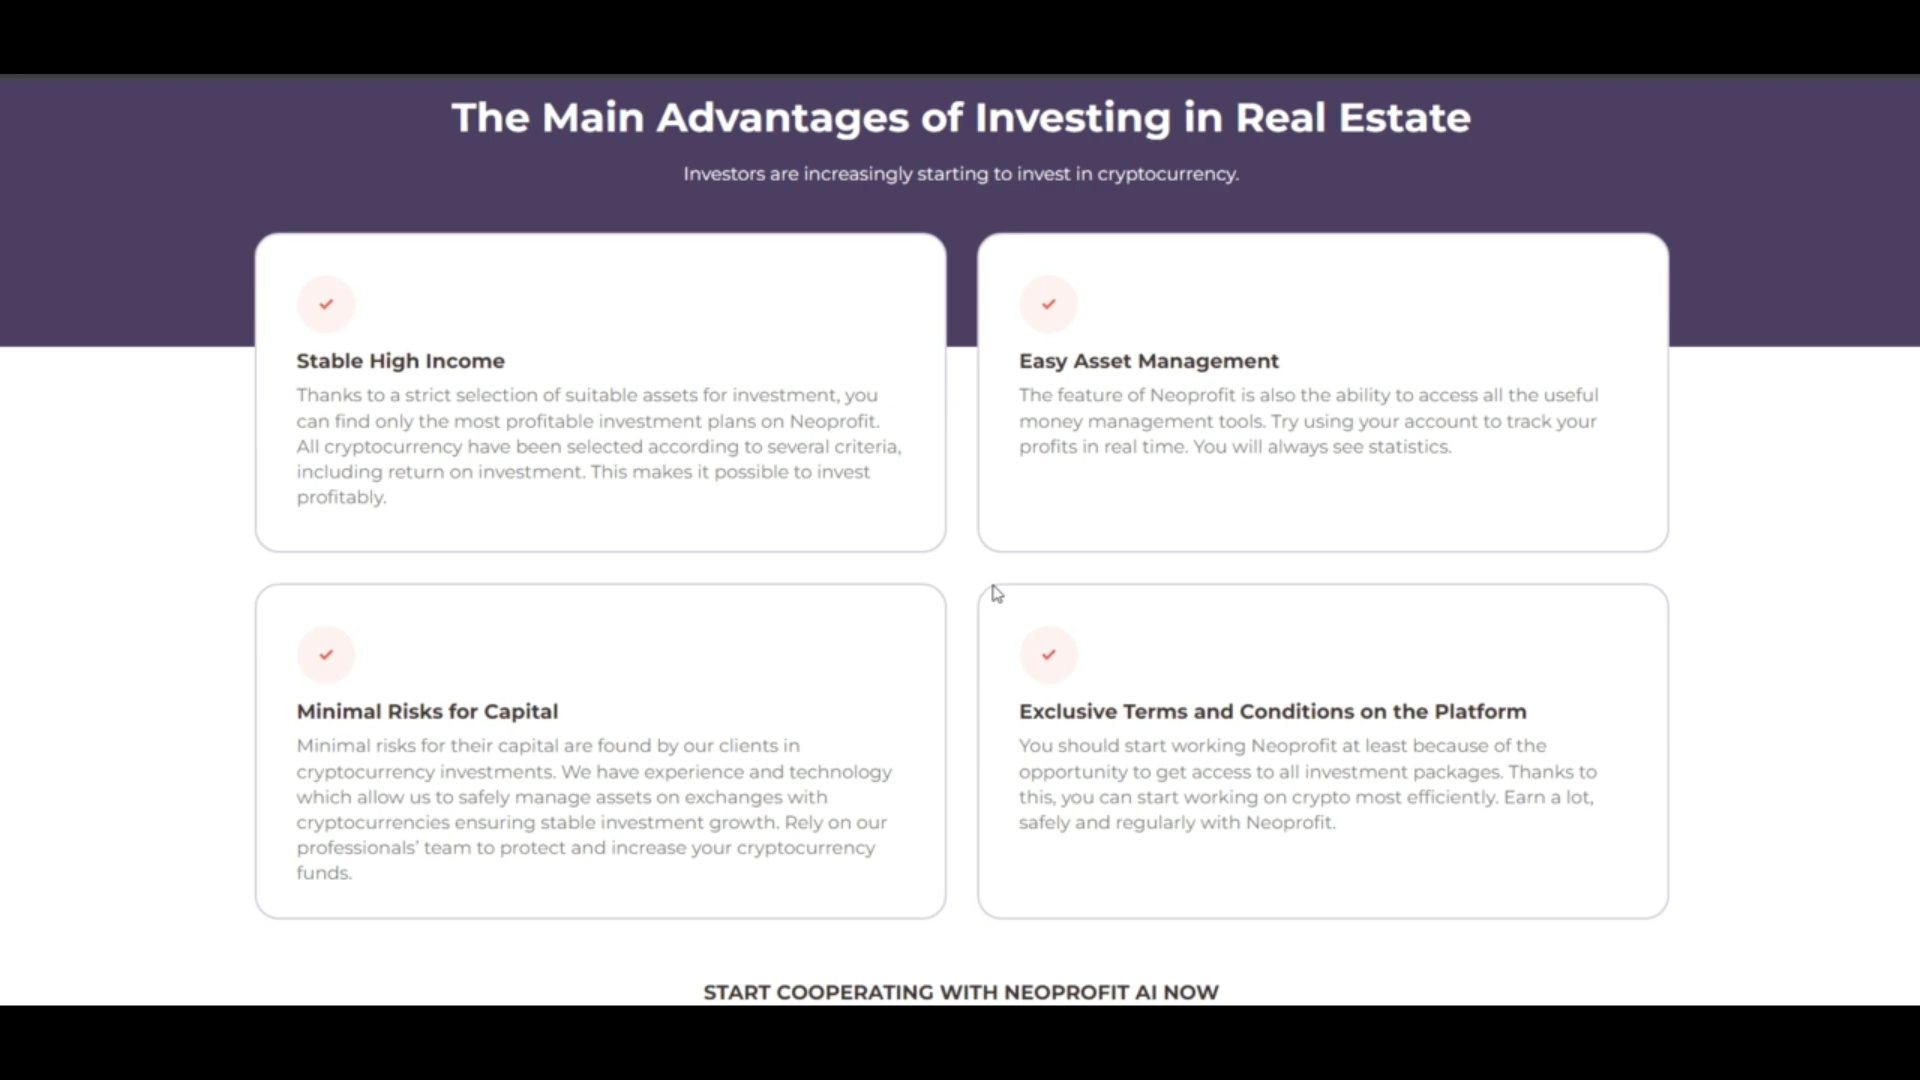 The Main Advantages of Investing in Real Estate
Investors are increasingly starting to invest in cryptocurrency.
Stable High Income
Thanks to a strict selection of suitable assets for investment, you
can find only the most profitable investment plans on Neoprofit.
All cryptocurrency have been selected according to several criteria,
including return on investment. This makes it possible to invest
profitably.
Easy Asset Management
The feature of Neoprofit is also the ability to access all the useful
money management tools. Try using your account to track your
profits in real time. You will always see statistics.
Minimal Risks for Capital
Minimal risks for their capital are found by our clients in
cryptocurrency investments. We have experience and technology
which allow us to safely manage assets on exchanges with
cryptocurrencies ensuring stable investment growth. Rely on our
professionals’ team to protect and increase your cryptocurrency
funds.
Exclusive Terms and Conditions on the Platform
You should start working Neoprofit at least because of the
opportunity to get access to all investment packages. Thanks to
this, you can start working on crypto most efficiently. Earn a lot,
safely and regularly with Neoprofit.
START COOPERATING WITH NEOPROFIT AI NOW